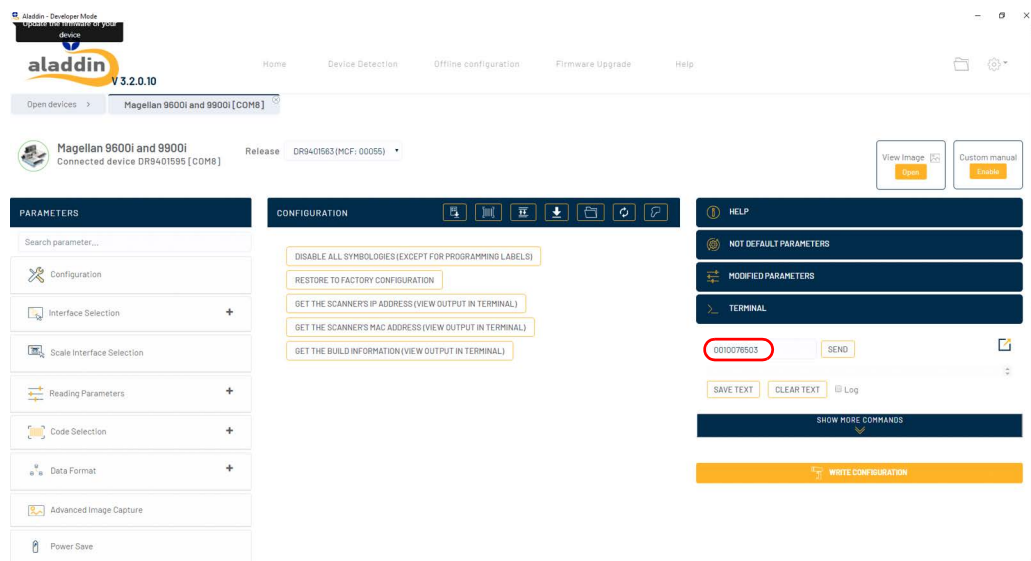 Aladdin - Developer Mode
Update the firmware of your
device
aladdin
V 3.2.0.10
Home
Device Detection
Offline configuration
Firmware Upgrade
Help
Open devices >
Magellan 9600i and 9900i [COM8]
Magellan 9600i and 9900i
Connected device DR9401595 [COM8]
Release
DR9401563 (MCF: 00055)
View Image
Open
Custom manual
Enable
PARAMETERS
Search parameter...
Configuration
Interface Selection +
Scale Interface Selection
Reading Parameters +
Code Selection +
Data Format +
Advanced Image Capture
Power Save
CONFIGURATION
DISABLE ALL SYMBOLOGIES (EXCEPT FOR PROGRAMMING LABELS)
RESTORE TO FACTORY CONFIGURATION
GET THE SCANNER'S IP ADDRESS (VIEW OUTPUT IN TERMINAL)
GET THE SCANNER'S MAC ADDRESS (VIEW OUTPUT IN TERMINAL)
GET THE BUILD INFORMATION (VIEW OUTPUT IN TERMINAL)
HELP
NOT DEFAULT PARAMETERS
MODIFIED PARAMETERS
TERMINAL
0010076503
SEND
SAVE TEXT
CLEAR TEXT
Log
SHOW MORE COMMANDS
WRITE CONFIGURATION